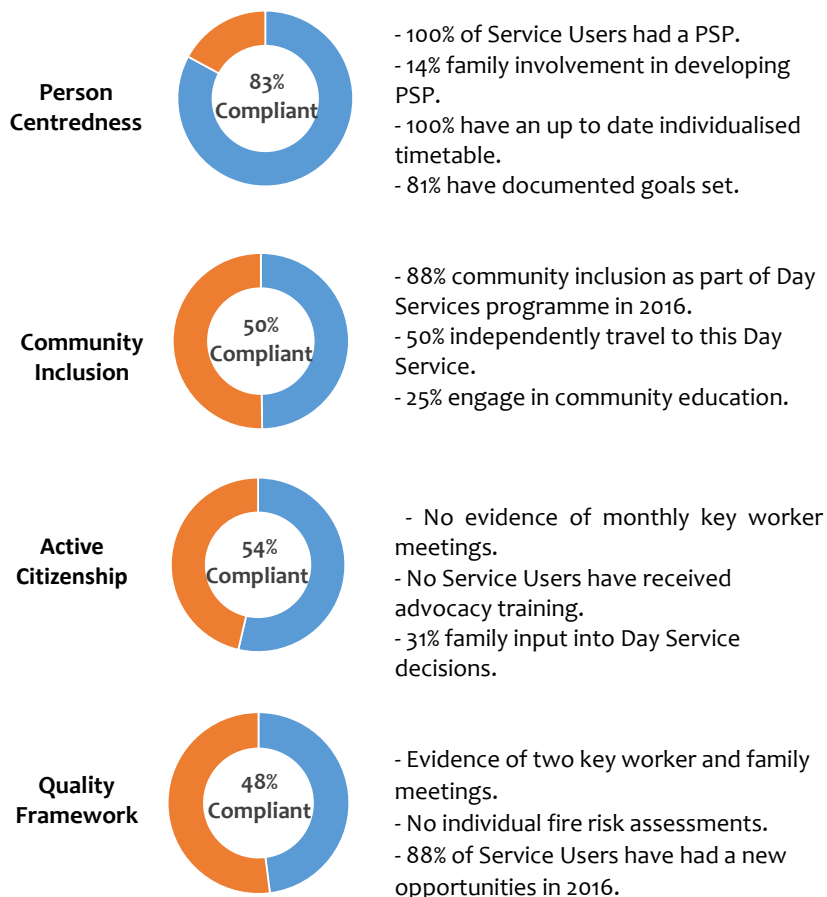 Person
Centredness
83%
Compliant
- 100% of Service Users had a PSP.
- 14% family involvement in developing
PSP.
- 100% have an up to date individualised
timetable.
- 81% have documented goals set.
Community
Inclusion
50%
Compliant
- 88% community inclusion as part of Day
Services programme in 2016.
- 50% independently travel to this Day
Service.
- 25% engage in community education.
Active
Citizenship
54%
Compliant
- No evidence of monthly key worker
meetings.
- No Service Users have received
advocacy training.
- 31% family input into Day Service
decisions.
Quality
Framework
48%
Compliant
- Evidence of two key worker and family
meetings.
- No individual fire risk assessments.
- 88% of Service Users have had a new
opportunities in 2016.